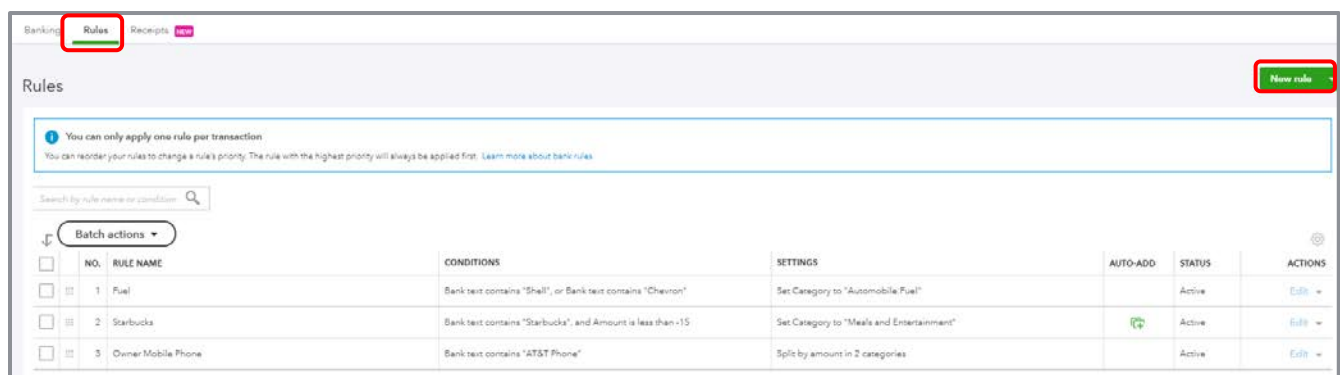 Banking Rules Receipts NEW
Rules
New rule
You can only apply one rule per transaction
You can reorder your rules to change a rule's priority. The rule with the highest priority will always be applied first. Learn more about bank rules
Search by rule name or condition
Batch actions
NO. RULE NAME CONDITIONS SETTINGS AUTO-ADD STATUS ACTIONS
1 Fuel Bank text contains "Shell", or Bank text contains "Chevron" Set Category to "Automobile:Fuel" Active Edit
2 Starbucks Bank text contains "Starbucks", and Amount is less than -15 Set Category to "Meals and Entertainment" Active Edit
3 Owner Mobile Phone Bank text contains "AT&T Phone" Split by amount in 2 categories Active Edit